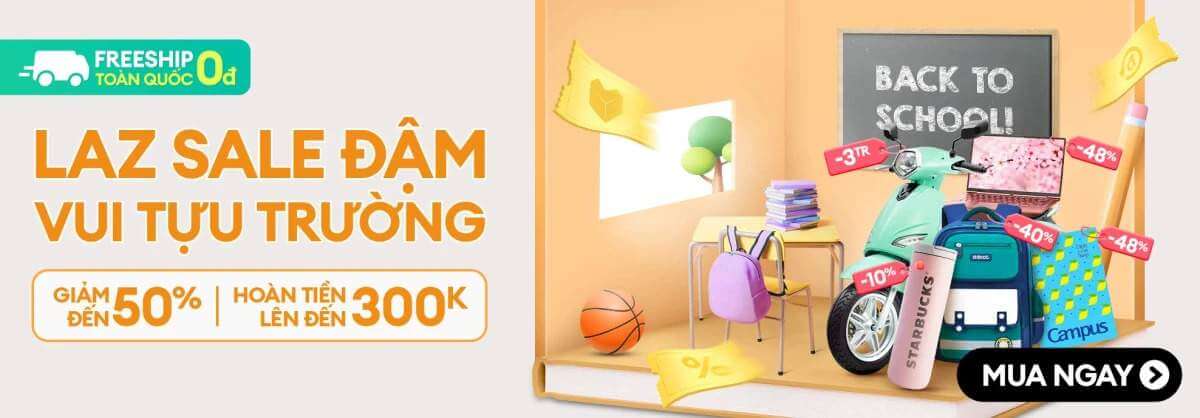 FREESHIP
TOÀN QUỐC 0đ
LAZ SALE ĐẬM
VUI TỰU TRƯỜNG
GIẢM
ĐẾN 50%
HOÀN TIỀN
LÊN ĐẾN 300K
BACK TO
SCHOOL!
-3TR
-48%
-40%
-48%
-10%
STARBUCKS
Campus
MUA NGAY